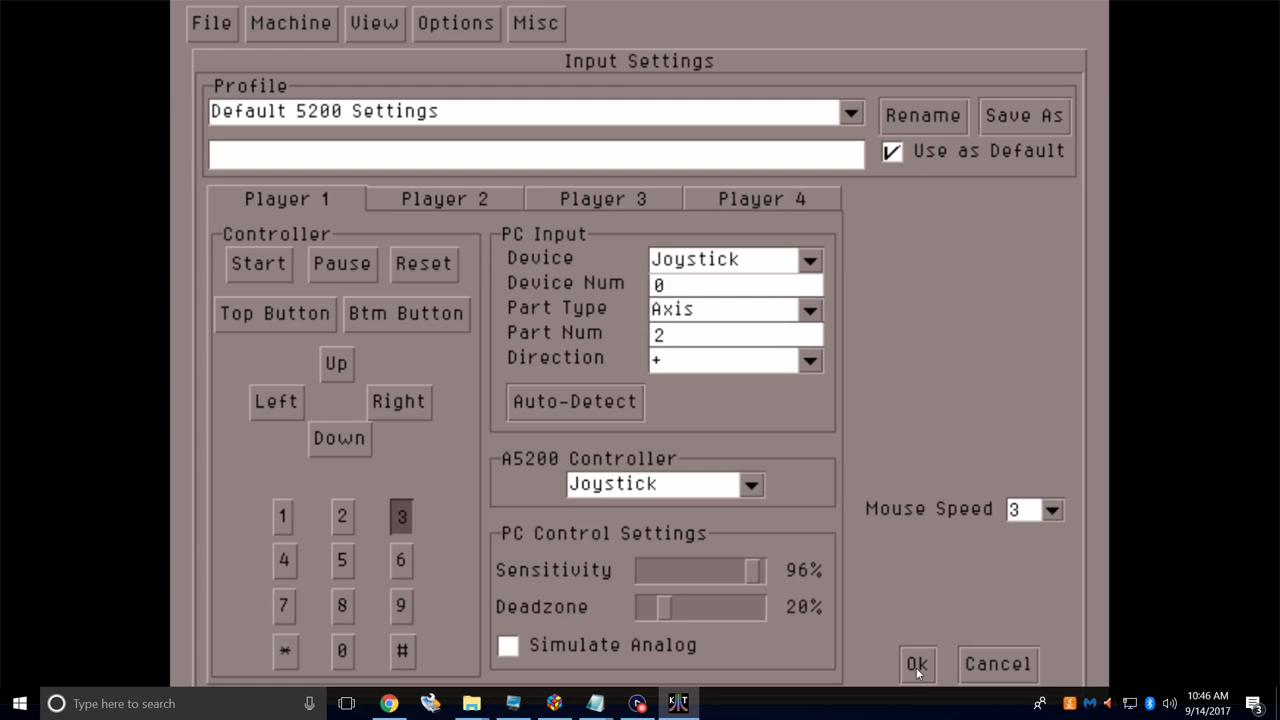 File Machine View Options Misc
Input Settings
Profile
Default 5200 Settings
Rename Save As
Use as Default
Player 1 Player 2 Player 3 Player 4
Controller
Start Pause Reset
Top Button Btm Button
Up
Left Right
Down
1 2 3
4 5 6
7 8 9
* 0 #
PC Input
Device Joystick
Device Num 0
Part Type Axis
Part Num 2
Direction +
Auto-Detect
A5200 Controller
Joystick
PC Control Settings
Sensitivity 96%
Deadzone 20%
Simulate Analog
Mouse Speed 3
Ok Cancel
Type here to search
10:46 AM
9/14/2017
3